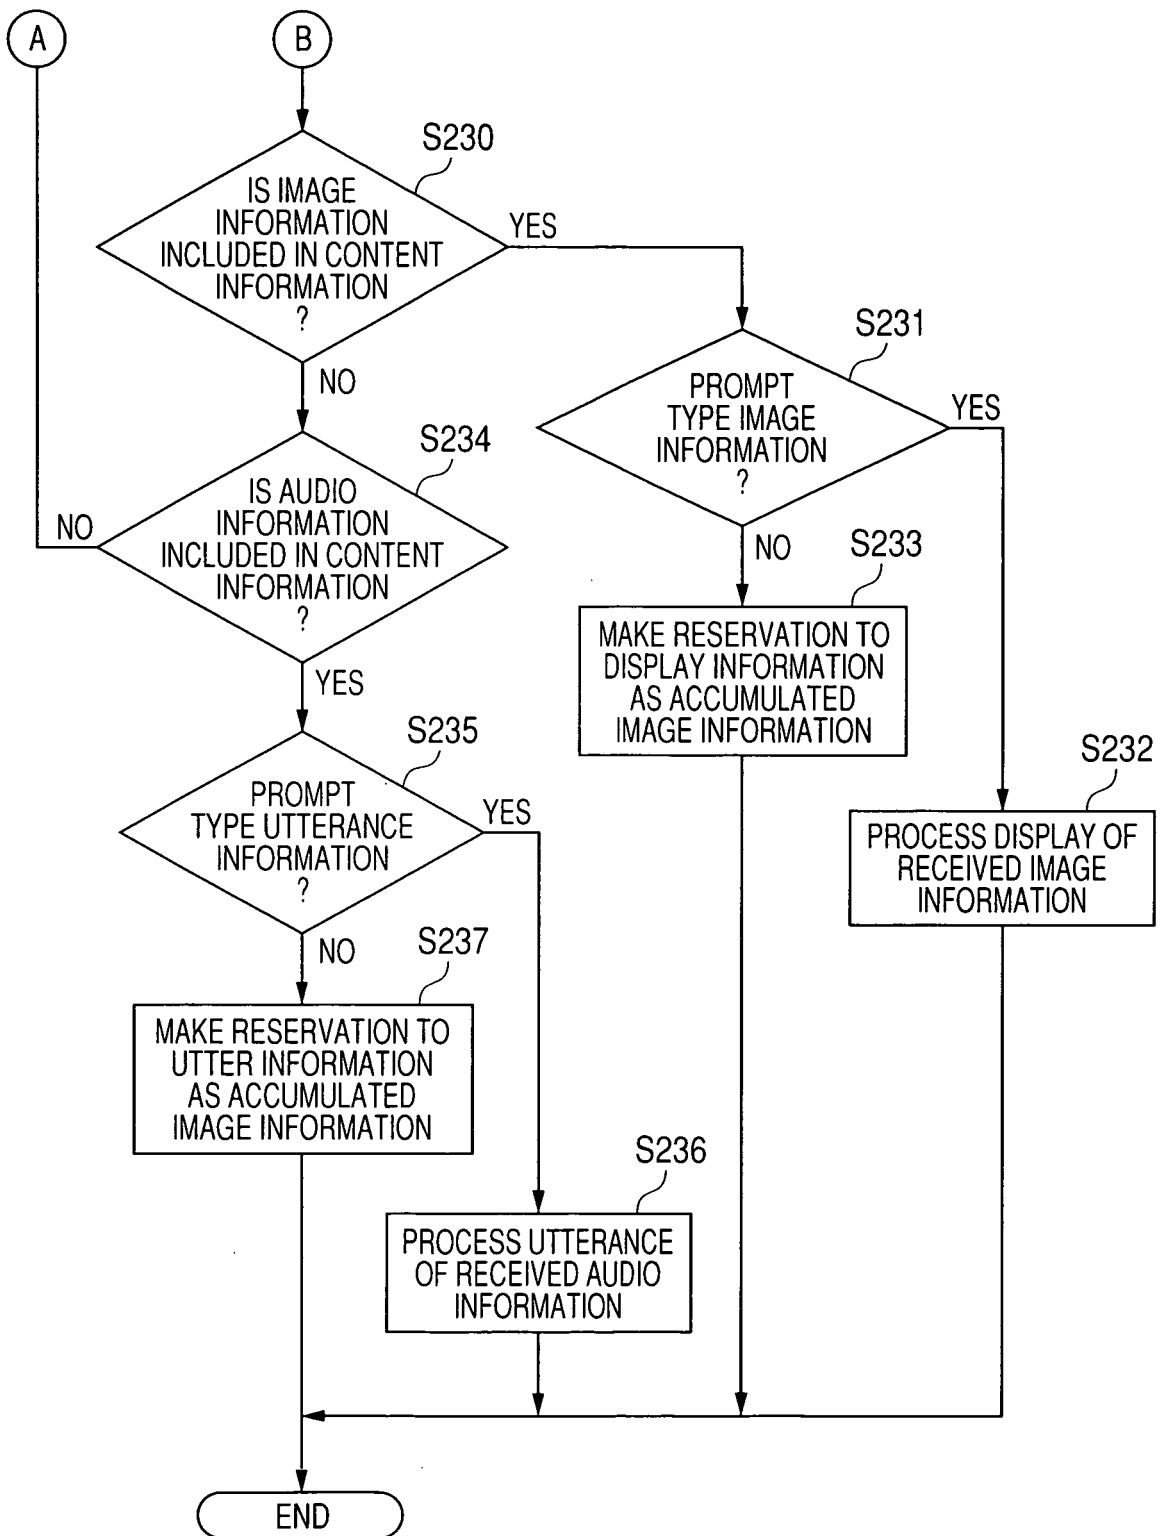 A
B
S230
IS IMAGE
INFORMATION
INCLUDED IN CONTENT
INFORMATION
?
YES
NO
S231
PROMPT
TYPE IMAGE
INFORMATION
?
YES
NO
S234
IS AUDIO
INFORMATION
INCLUDED IN CONTENT
INFORMATION
?
NO
YES
S233
MAKE RESERVATION TO
DISPLAY INFORMATION
AS ACCUMULATED
IMAGE INFORMATION
S232
PROCESS DISPLAY OF
RECEIVED IMAGE
INFORMATION
S235
PROMPT
TYPE UTTERANCE
INFORMATION
?
YES
NO
S237
MAKE RESERVATION TO
UTTER INFORMATION
AS ACCUMULATED
IMAGE INFORMATION
S236
PROCESS UTTERANCE
OF RECEIVED AUDIO
INFORMATION
END